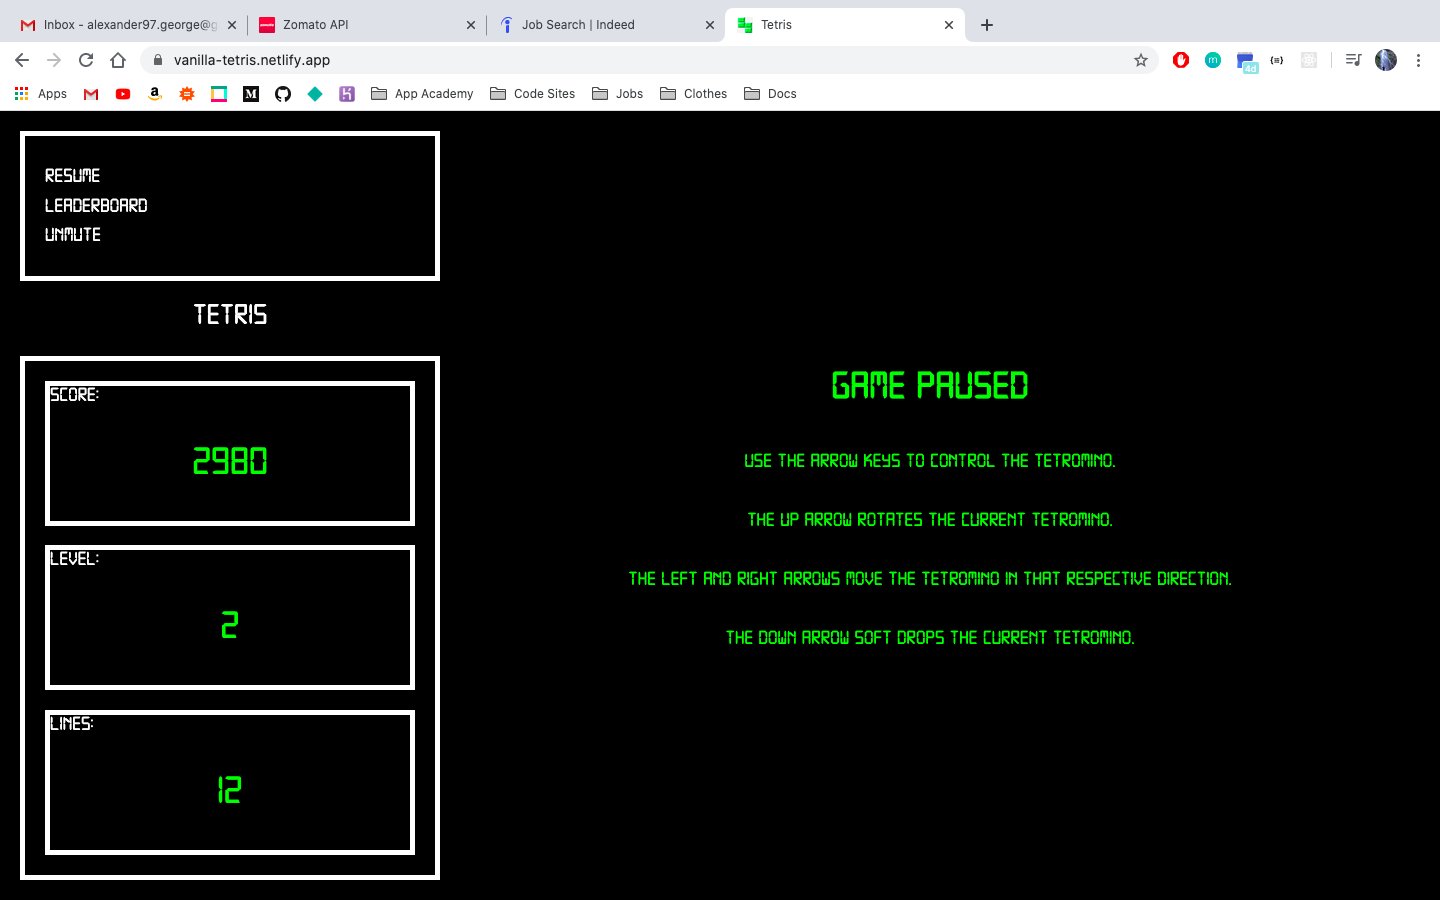 Inbox - alexander97.george@g
Zomato API
Job Search | Indeed
Tetris
vanilla-tetris.netlify.app
4d
Apps
App Academy
Code Sites
Jobs
Clothes
Docs
RESUME
LEADERBOARD
UNMUTE
TETRIS
SCORE:
2980
LEVEL:
2
LINES:
12
GAME PAUSED
USE THE ARROW KEYS TO CONTROL THE TETROMINO.
THE UP ARROW ROTATES THE CURRENT TETROMINO.
THE LEFT AND RIGHT ARROWS MOVE THE TETROMINO IN THAT RESPECTIVE DIRECTION.
THE DOWN ARROW SOFT DROPS THE CURRENT TETROMINO.